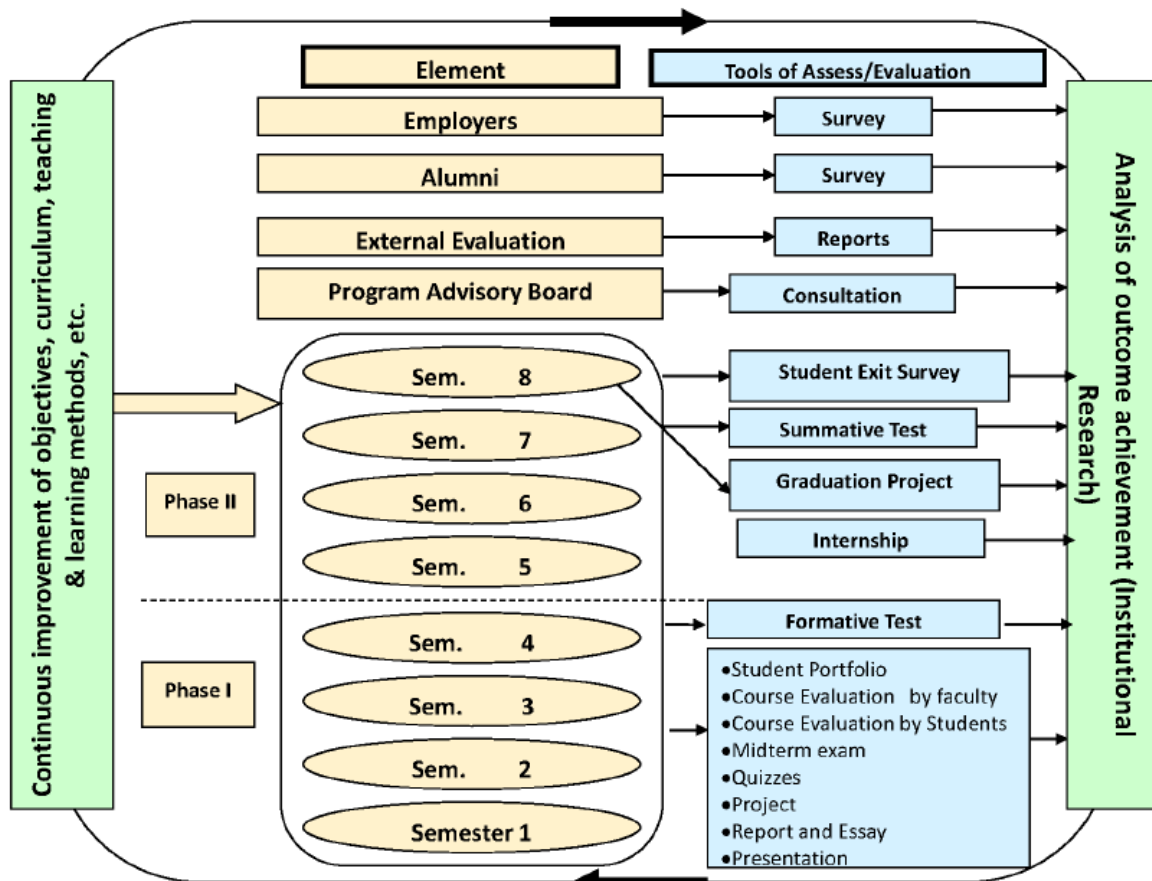 Continuous improvement of objectives, curriculum, teaching
& learning methods, etc.
Element
Tools of Assess/Evaluation
Employers
Survey
Alumni
Survey
External Evaluation
Reports
Program Advisory Board
Consultation
Sem. 8
Student Exit Survey
Sem. 7
Summative Test
Phase II
Sem. 6
Graduation Project
Internship
Sem. 5
Sem. 4
Formative Test
Phase I
Sem. 3
Sem. 2
Semester 1
•Student Portfolio
•Course Evaluation by faculty
•Course Evaluation by Students
•Midterm exam
•Quizzes
•Project
•Report and Essay
•Presentation
Analysis of outcome achievement (Institutional
Research)